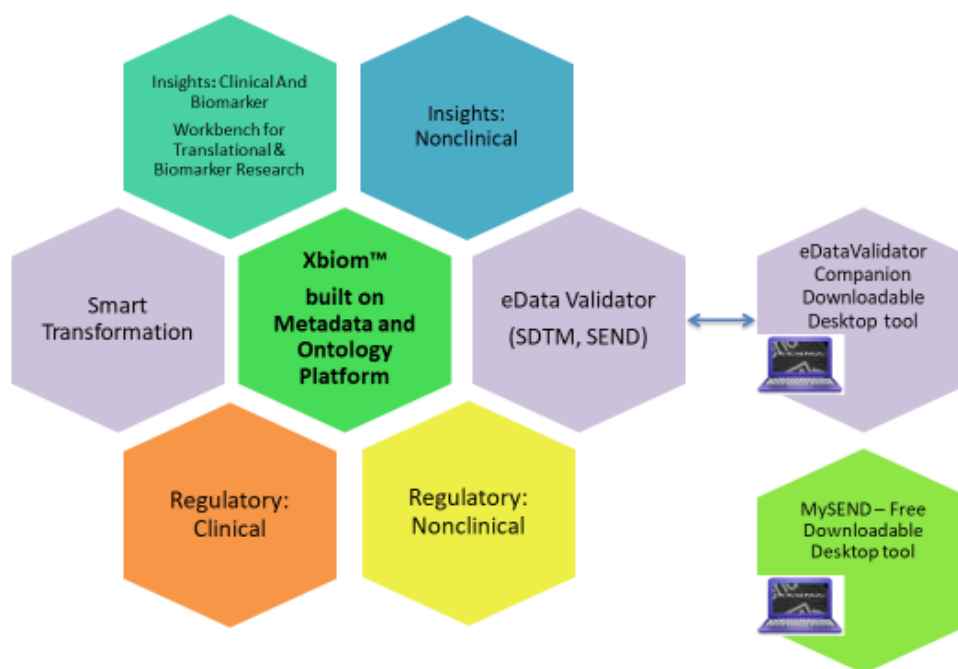 Insights: Clinical And
Biomarker
Workbench for
Translational &
Biomarker Research
Insights:
Nonclinical
Smart
Transformation
Xbiom™
built on
Metadata and
Ontology
Platform
eData Validator
(SDTM, SEND)
eDataValidator
Companion
Downloadable
Desktop tool
Regulatory:
Clinical
Regulatory:
Nonclinical
MySEND – Free
Downloadable
Desktop tool